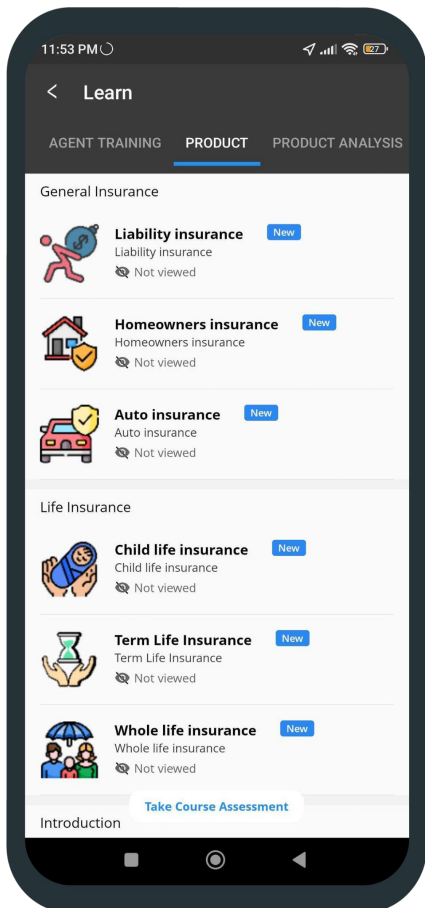 11:53 PM 27
Learn
AGENT TRAINING PRODUCT PRODUCT ANALYSIS
General Insurance
Liability insurance New
Liability insurance
Not viewed
Homeowners insurance New
Homeowners insurance
Not viewed
Auto insurance New
Auto insurance
Not viewed
Life Insurance
Child life insurance New
Child life insurance
Not viewed
Term Life Insurance New
Term Life Insurance
Not viewed
Whole life insurance New
Whole life insurance
Not viewed
Take Course Assessment
Introduction